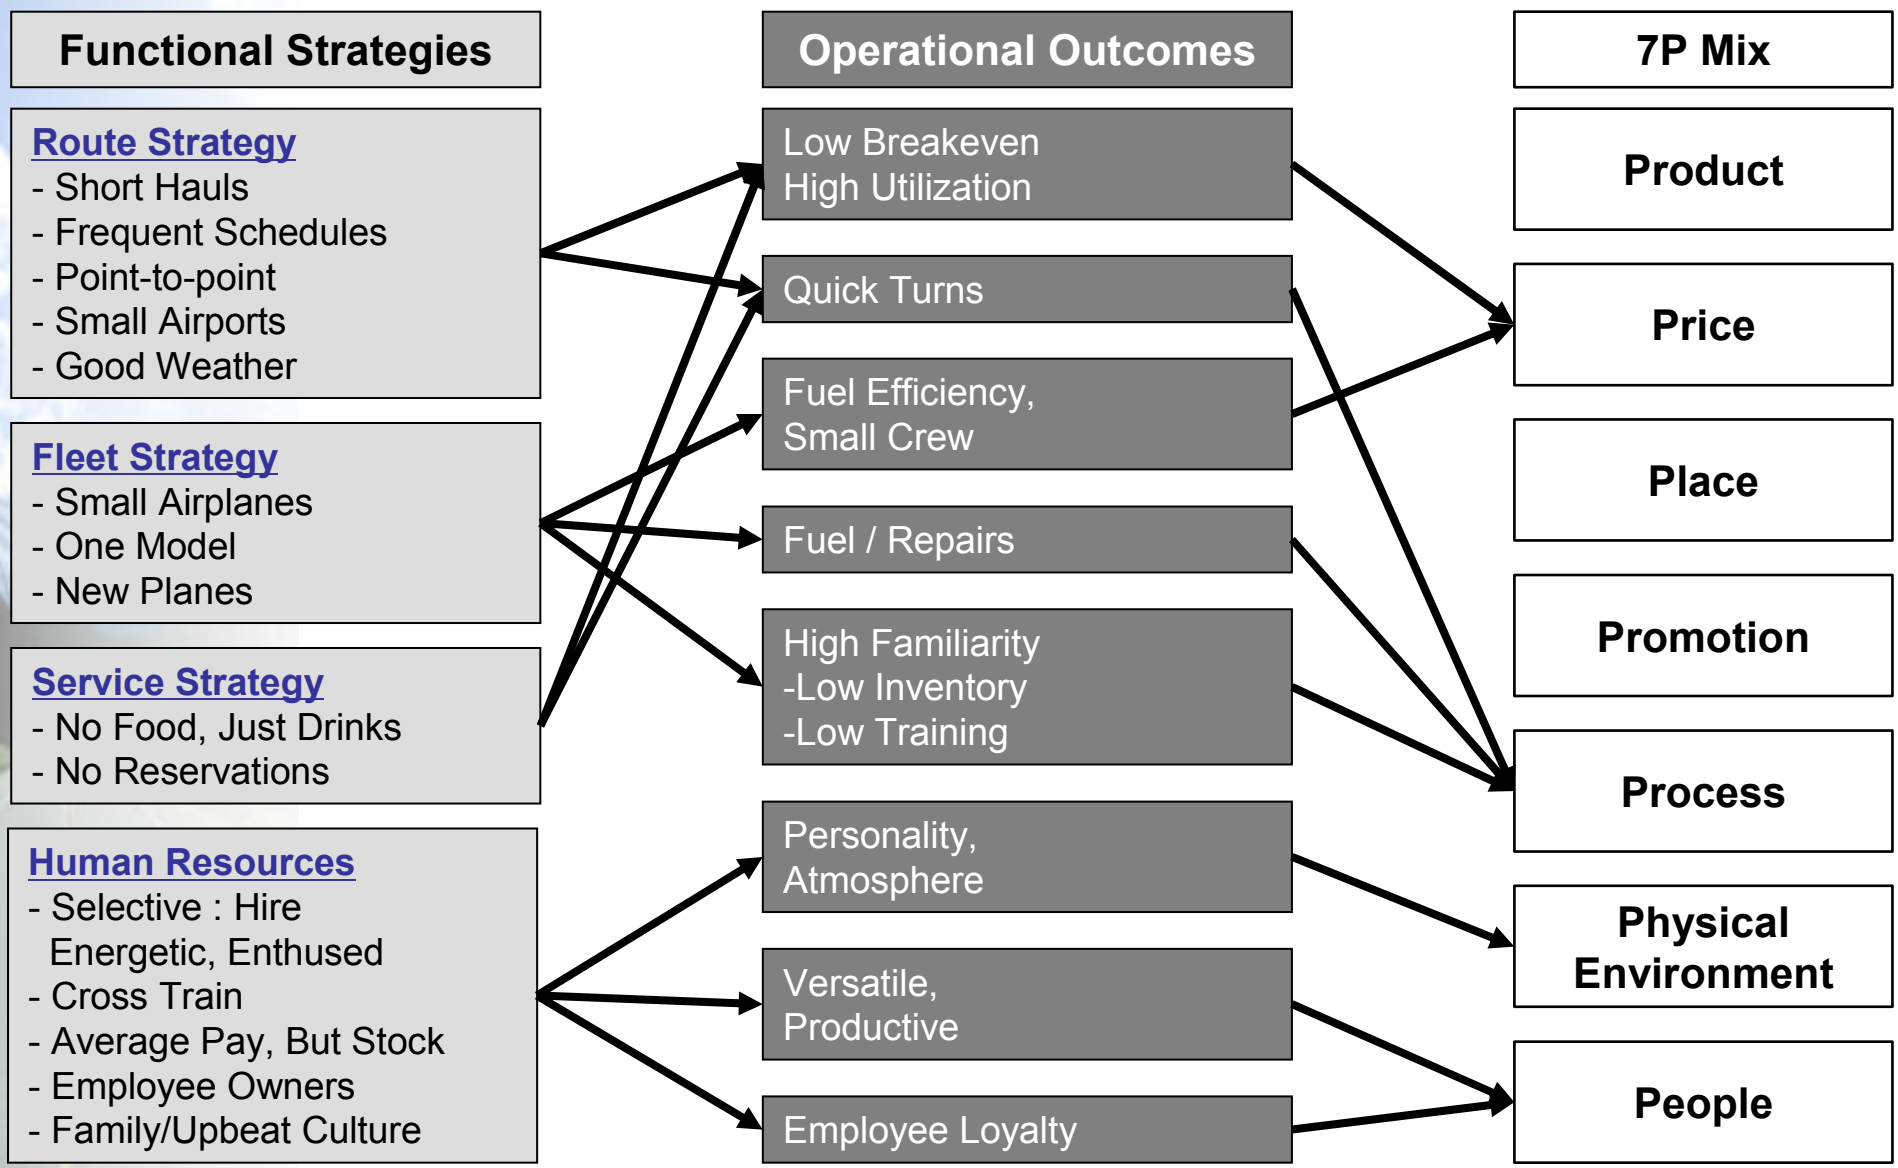 Functional Strategies
Route Strategy
- Short Hauls
- Frequent Schedules
- Point-to-point
- Small Airports
- Good Weather
Fleet Strategy
- Small Airplanes
- One Model
- New Planes
Service Strategy
- No Food, Just Drinks
- No Reservations
Human Resources
- Selective : Hire
Energetic, Enthused
- Cross Train
- Average Pay, But Stock
- Employee Owners
- Family/Upbeat Culture
Operational Outcomes
Low Breakeven
High Utilization
Quick Turns
Fuel Efficiency,
Small Crew
Fuel / Repairs
High Familiarity
-Low Inventory
-Low Training
Personality,
Atmosphere
Versatile,
Productive
Employee Loyalty
7P Mix
Product
Price
Place
Promotion
Process
Physical
Environment
People